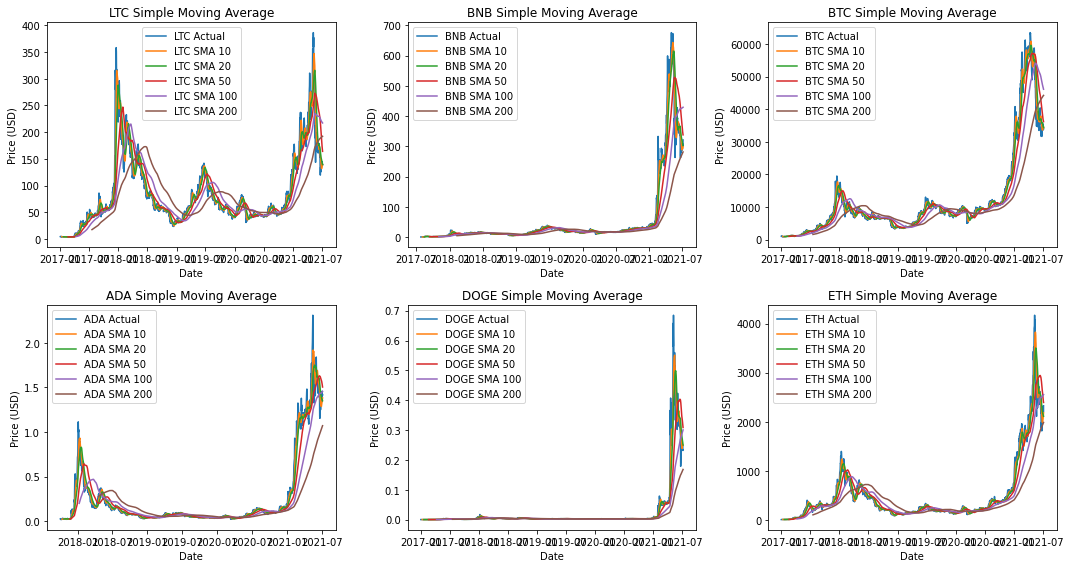 LTC Simple Moving Average
400
350
300
250
200
150
100
50
0
Price (USD)
LTC Actual
LTC SMA 10
LTC SMA 20
LTC SMA 50
LTC SMA 100
LTC SMA 200
2017-01 2017-07 2018-01 2018-07 2019-01 2019-07 2020-01 2020-07 2021-01 2021-07
Date
BNB Simple Moving Average
700
600
500
400
300
200
100
0
Price (USD)
BNB Actual
BNB SMA 10
BNB SMA 20
BNB SMA 50
BNB SMA 100
BNB SMA 200
2017-07 2018-01 2018-07 2019-01 2019-07 2020-01 2020-07 2021-01 2021-07
Date
BTC Simple Moving Average
60000
50000
40000
30000
20000
10000
0
Price (USD)
BTC Actual
BTC SMA 10
BTC SMA 20
BTC SMA 50
BTC SMA 100
BTC SMA 200
2017-01 2017-07 2018-01 2018-07 2019-01 2019-07 2020-01 2020-07 2021-01 2021-07
Date
ADA Simple Moving Average
2.0
1.5
1.0
0.5
0.0
Price (USD)
ADA Actual
ADA SMA 10
ADA SMA 20
ADA SMA 50
ADA SMA 100
ADA SMA 200
2018-01 2018-07 2019-01 2019-07 2020-01 2020-07 2021-01 2021-07
Date
DOGE Simple Moving Average
0.7
0.6
0.5
0.4
0.3
0.2
0.1
0.0
Price (USD)
DOGE Actual
DOGE SMA 10
DOGE SMA 20
DOGE SMA 50
DOGE SMA 100
DOGE SMA 200
2017-01 2017-07 2018-01 2018-07 2019-01 2019-07 2020-01 2020-07 2021-01 2021-07
Date
ETH Simple Moving Average
4000
3000
2000
1000
0
Price (USD)
ETH Actual
ETH SMA 10
ETH SMA 20
ETH SMA 50
ETH SMA 100
ETH SMA 200
2017-01 2017-07 2018-01 2018-07 2019-01 2019-07 2020-01 2020-07 2021-01 2021-07
Date